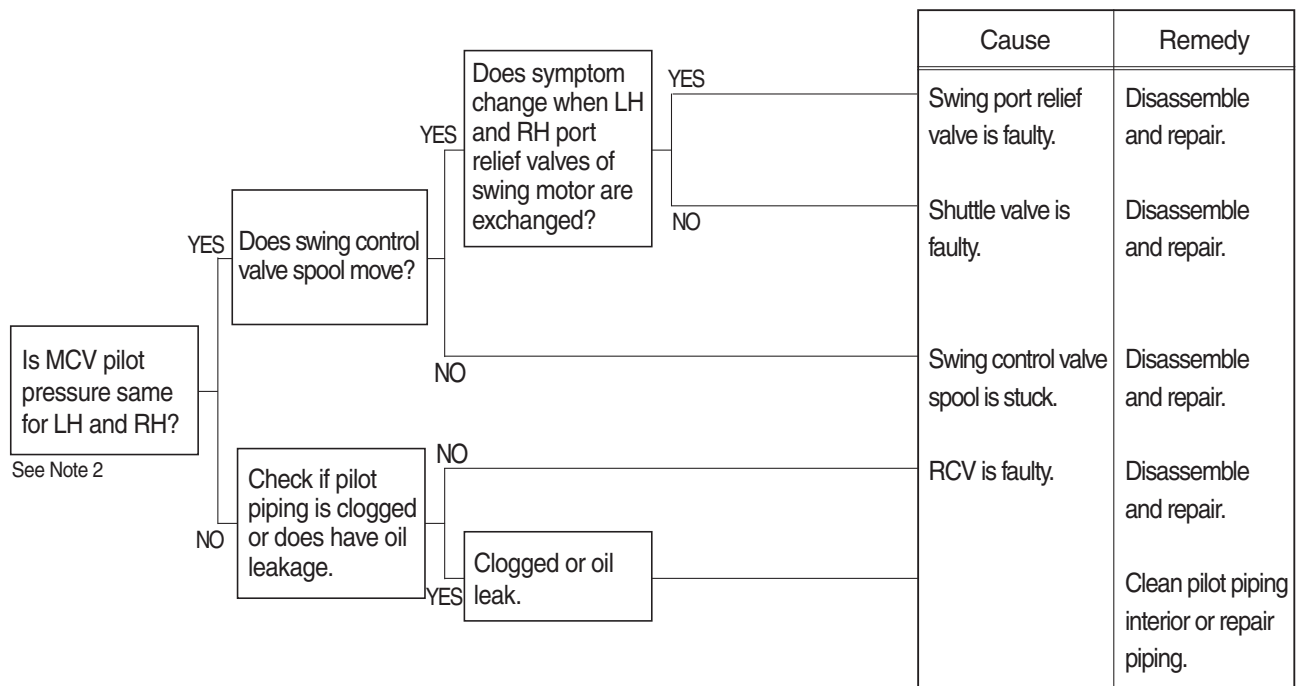 Cause
Remedy
Does symptom
change when LH
and RH port
relief valves of
swing motor are
exchanged?
YES
Swing port relief
valve is faulty.
Disassemble
and repair.
NO
Shuttle valve is
faulty.
Disassemble
and repair.
YES
Does swing control
valve spool move?
YES
NO
Swing control valve
spool is stuck.
Disassemble
and repair.
Is MCV pilot
pressure same
for LH and RH?
See Note 2
NO
Check if pilot
piping is clogged
or does have oil
leakage.
NO
RCV is faulty.
Disassemble
and repair.
YES
Clogged or oil
leak.
Clean pilot piping
interior or repair
piping.